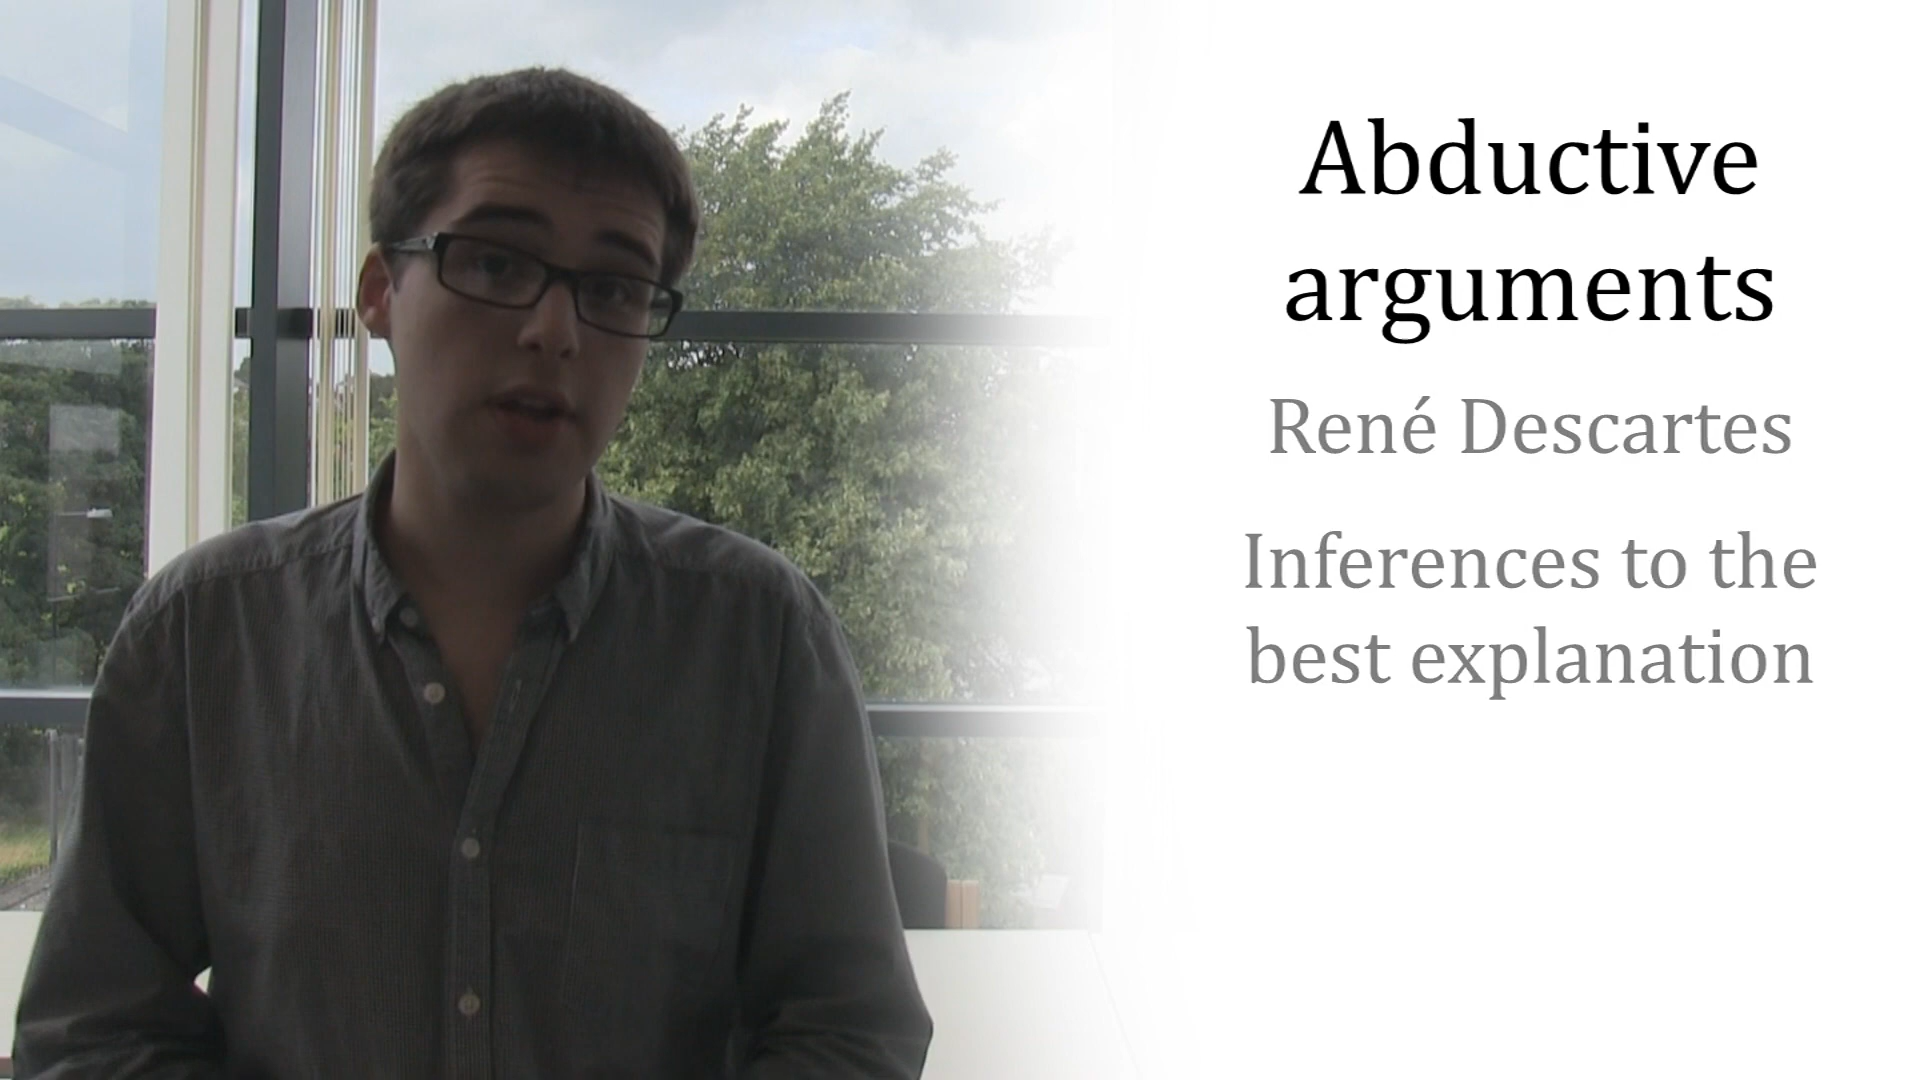 Abductive
arguments
René Descartes
Inferences to the
best explanation